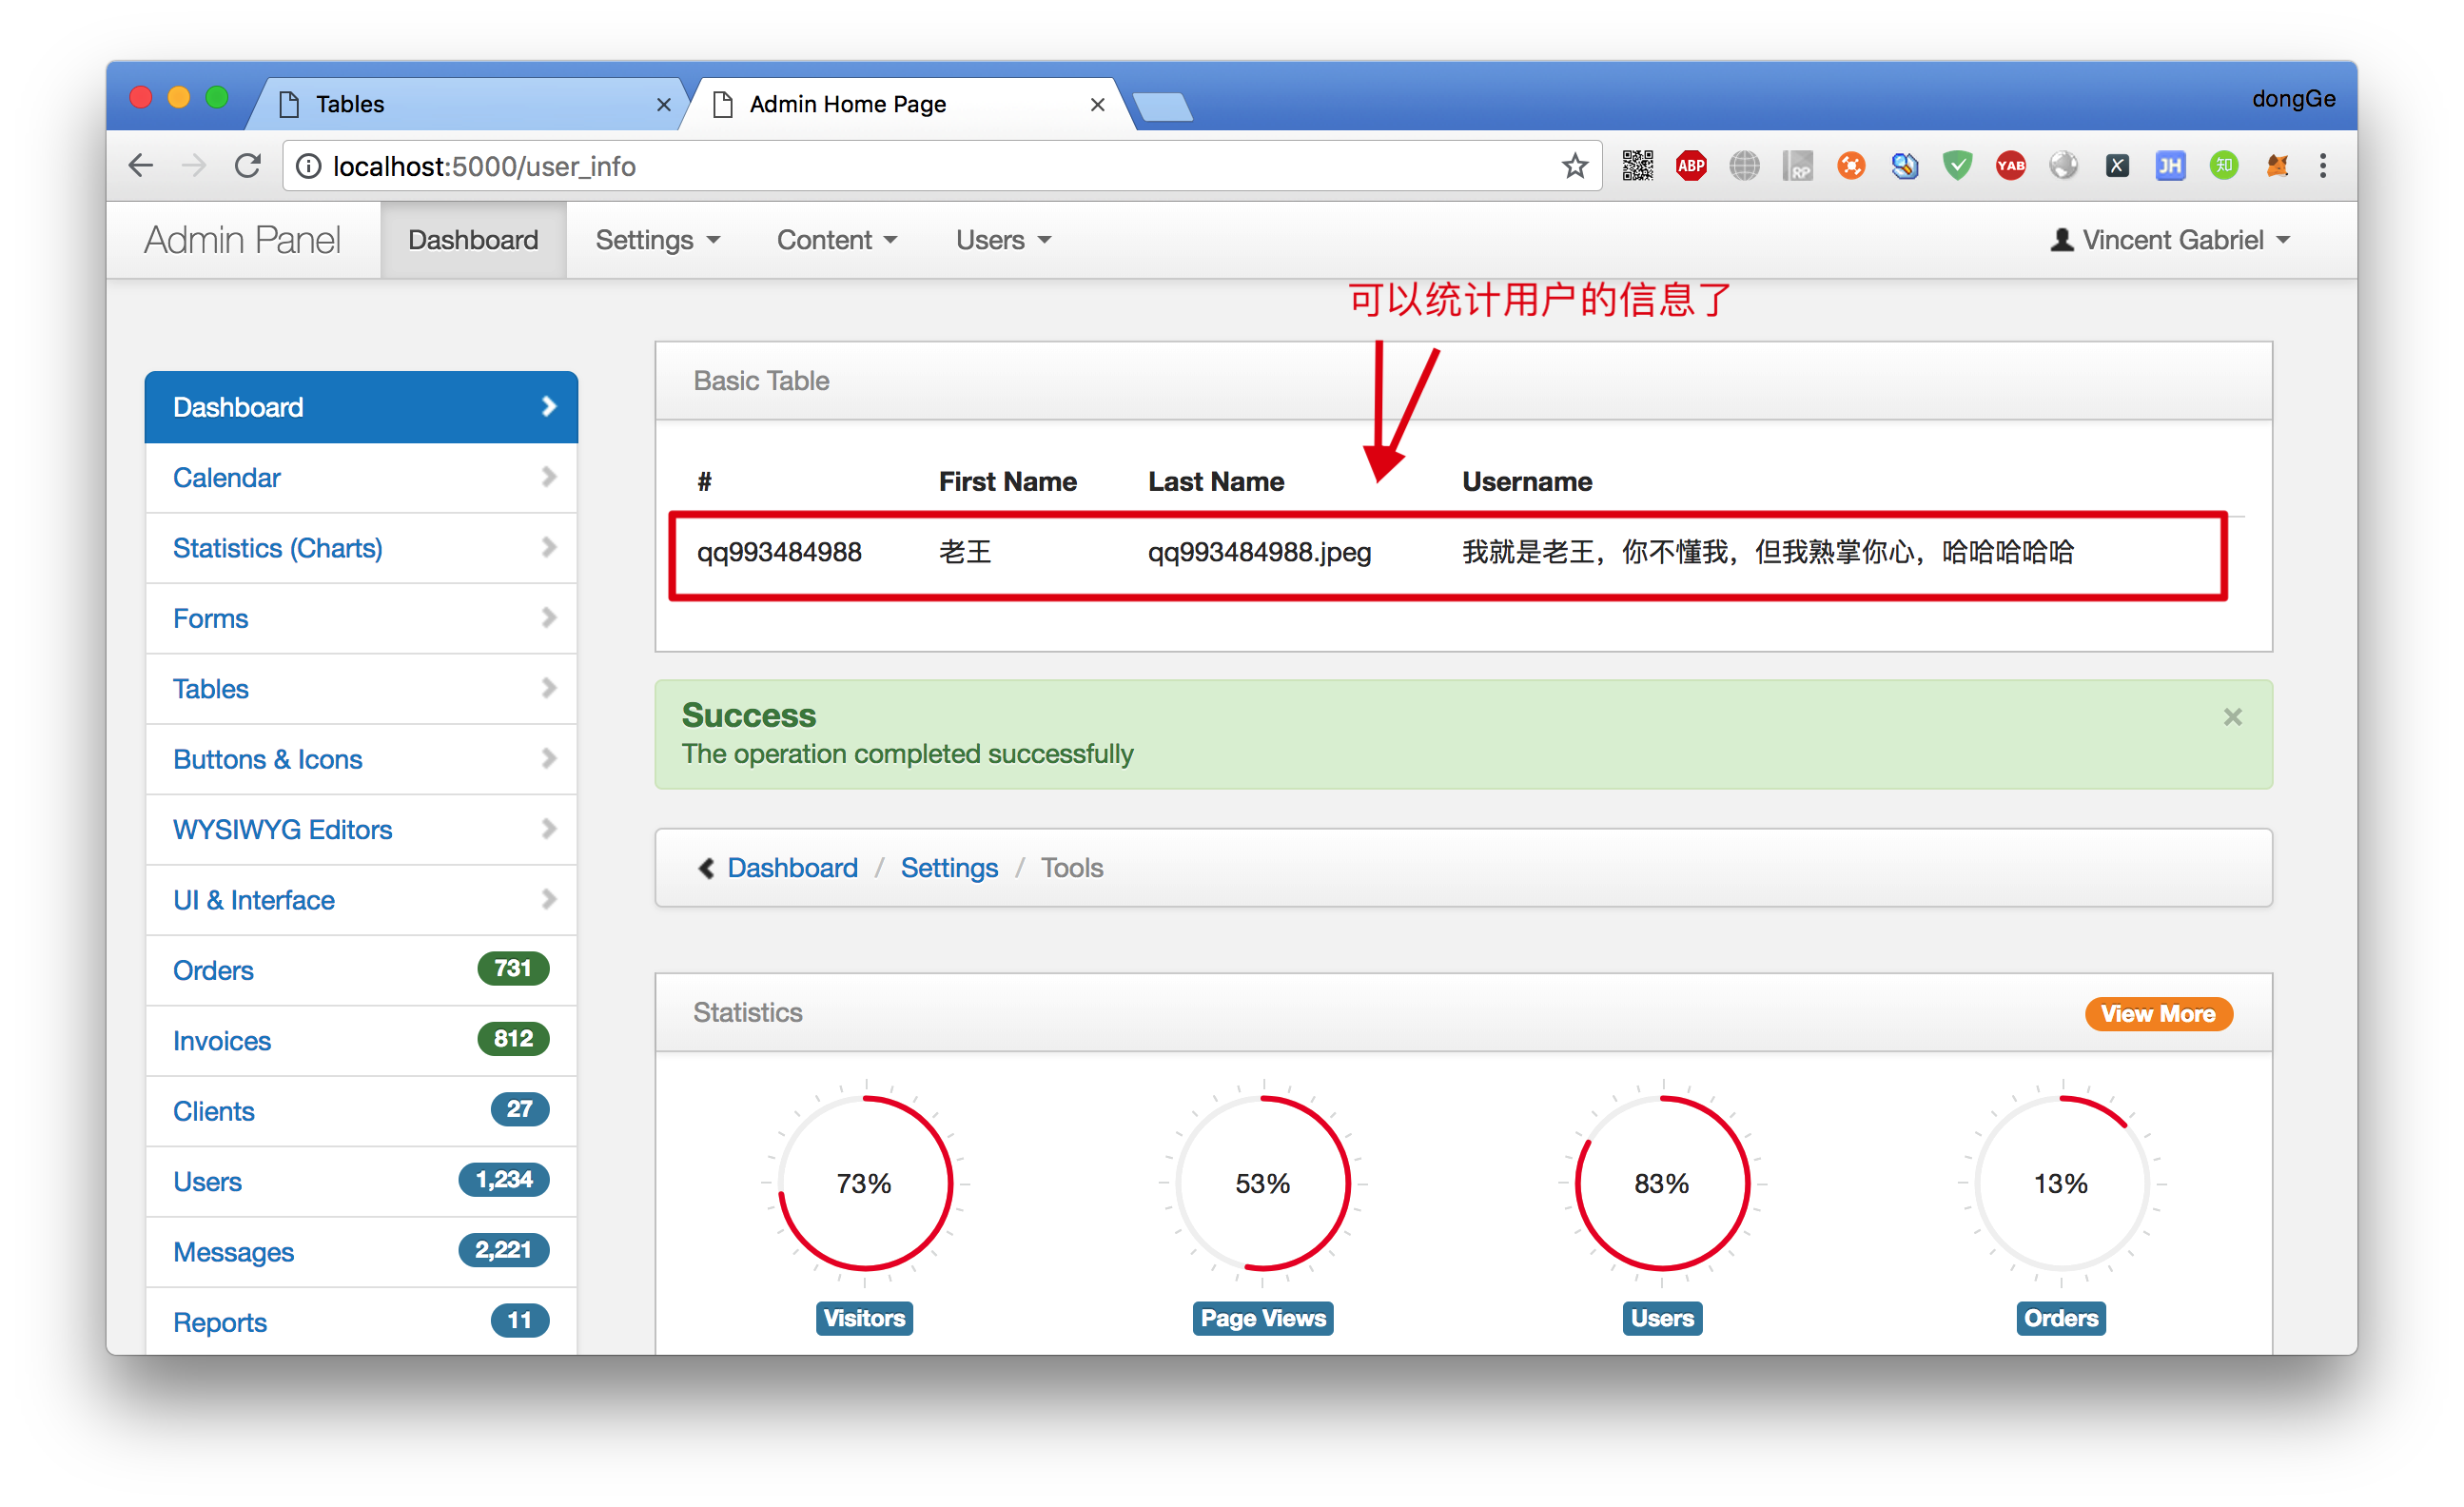 Tables
Admin Home Page
dongGe
localhost:5000/user_info
ABP
RP
YAB
X
JH
知
Admin Panel
Dashboard
Settings
Content
Users
Vincent Gabriel
可以统计用户的信息了
Dashboard
Calendar
Statistics (Charts)
Forms
Tables
Buttons & Icons
WYSIWYG Editors
UI & Interface
Orders 731
Invoices 812
Clients 27
Users 1,234
Messages 2,221
Reports 11
Basic Table
# First Name Last Name Username
qq993484988 老王 qq993484988.jpeg 我就是老王，你不懂我，但我熟掌你心，哈哈哈哈哈
Success
The operation completed successfully
Dashboard / Settings / Tools
Statistics
View More
73% 53% 83% 13%
Visitors Page Views Users Orders